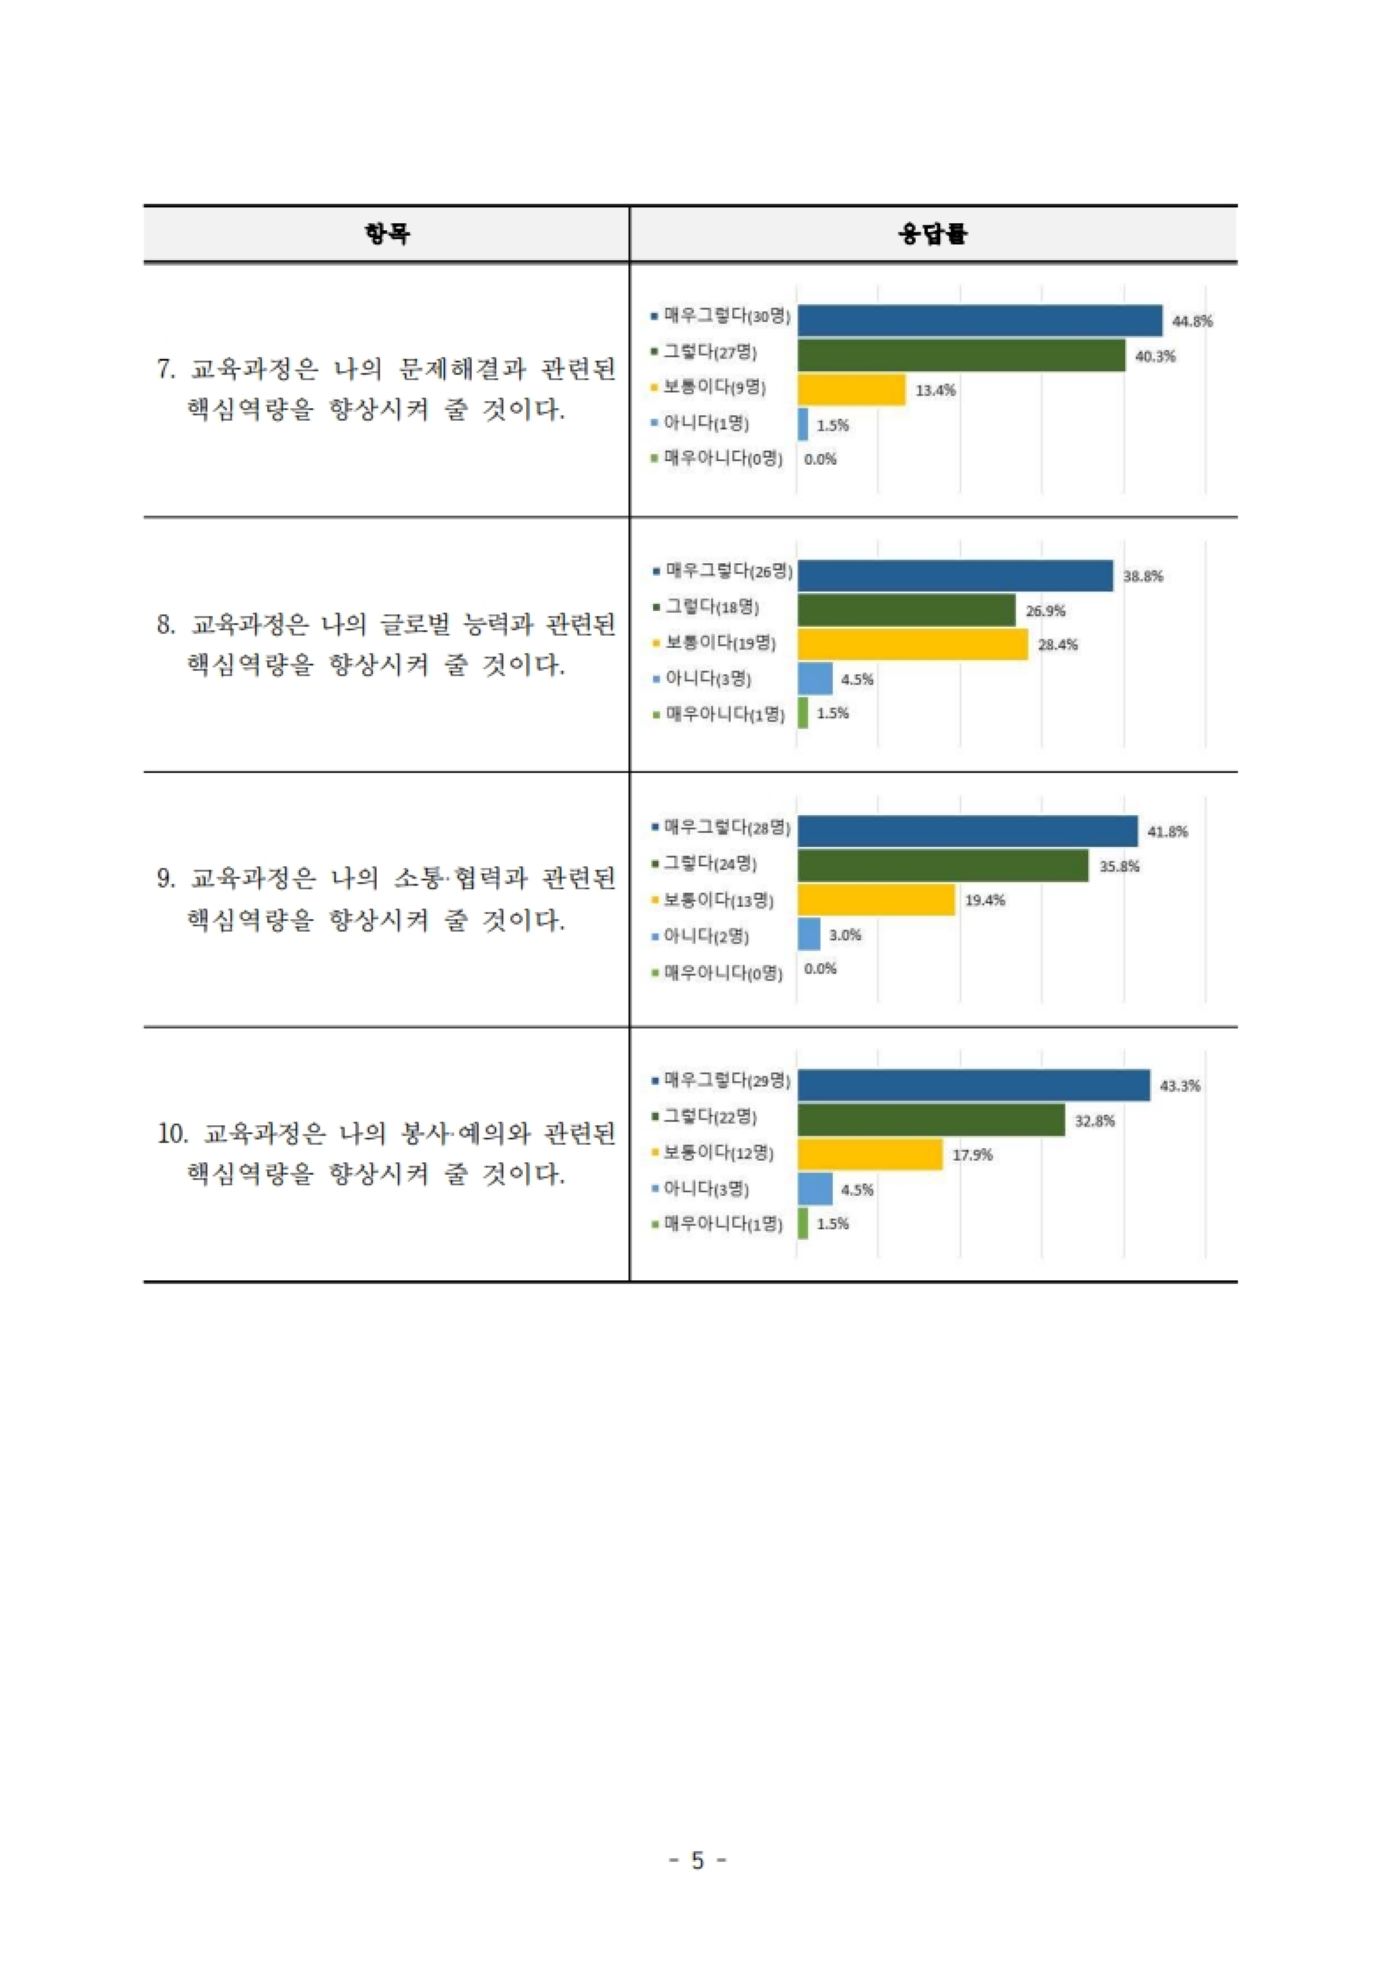 항목
응답률
7. 교육과정은 나의 문제해결과 관련된
핵심역량을 향상시켜 줄 것이다.
매우그렇다(30명) 44.8%
그렇다(27명) 40.3%
보통이다(9명) 13.4%
아니다(1명) 1.5%
매우아니다(0명) 0.0%
8. 교육과정은 나의 글로벌 능력과 관련된
핵심역량을 향상시켜 줄 것이다.
매우그렇다(26명) 38.8%
그렇다(18명) 26.9%
보통이다(19명) 28.4%
아니다(3명) 4.5%
매우아니다(1명) 1.5%
9. 교육과정은 나의 소통·협력과 관련된
핵심역량을 향상시켜 줄 것이다.
매우그렇다(28명) 41.8%
그렇다(24명) 35.8%
보통이다(13명) 19.4%
아니다(2명) 3.0%
매우아니다(0명) 0.0%
10. 교육과정은 나의 봉사·예의와 관련된
핵심역량을 향상시켜 줄 것이다.
매우그렇다(29명) 43.3%
그렇다(22명) 32.8%
보통이다(12명) 17.9%
아니다(3명) 4.5%
매우아니다(1명) 1.5%
- 5 -